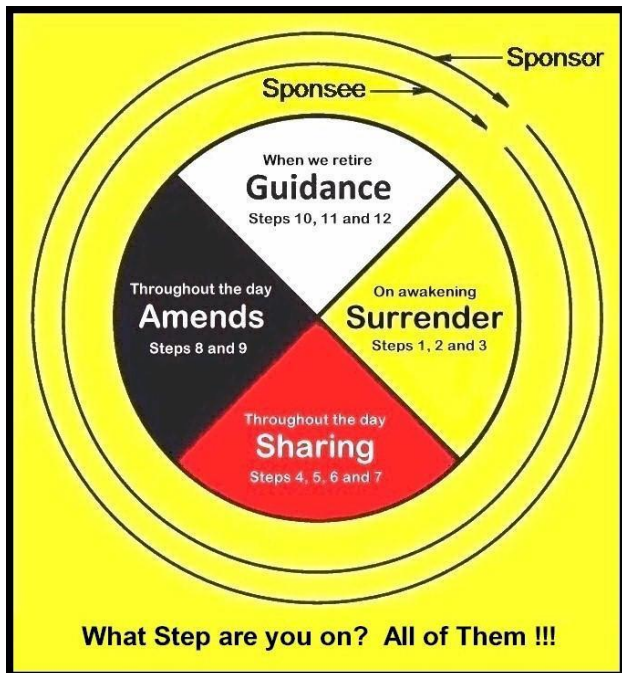 Sponsor
Sponsee
When we retire
Guidance
Steps 10, 11 and 12
On awakening
Surrender
Steps 1, 2 and 3
Throughout the day
Sharing
Steps 4, 5, 6 and 7
Throughout the day
Amends
Steps 8 and 9
What Step are you on? All of Them !!!